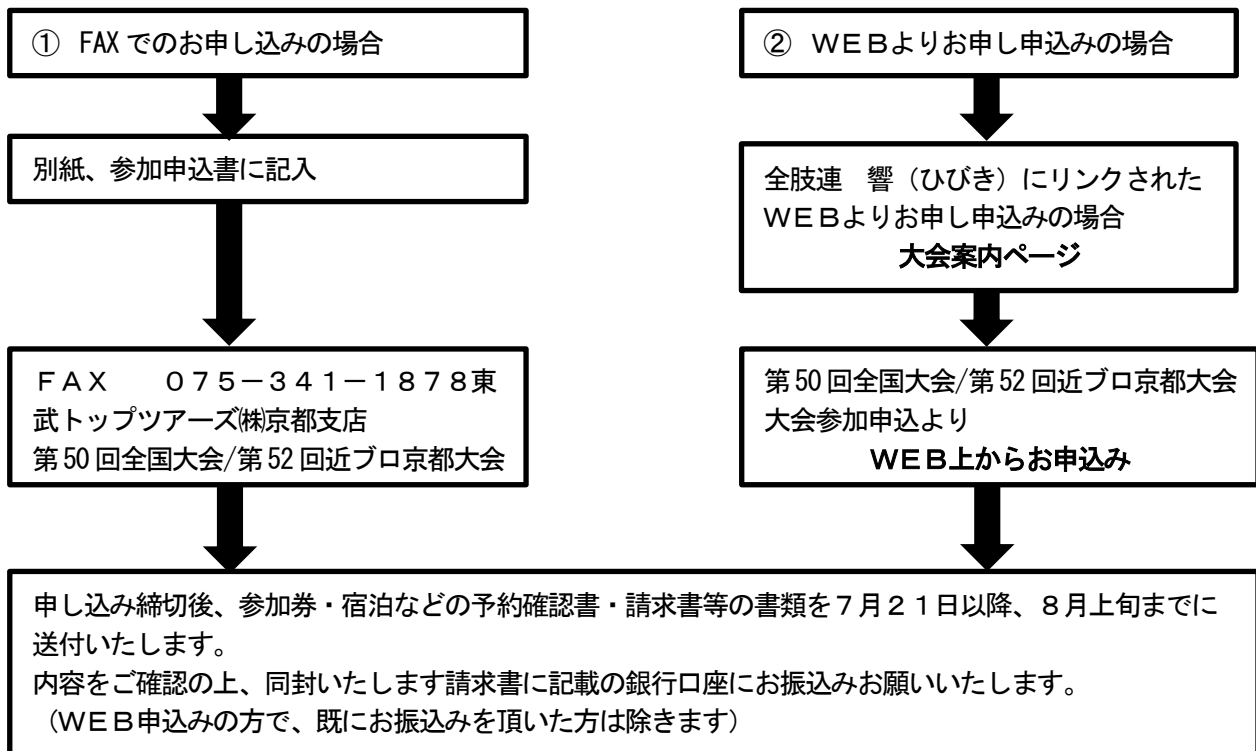 ① FAXでのお申し込みの場合
別紙、参加申込書に記入
FAX　　075－341－1878東
武トップツアーズ㈱京都支店
第50回全国大会/第52回近ブロ京都大会
② WEBよりお申し申込みの場合
全肢連　響（ひびき）にリンクされた
WEBよりお申し申込みの場合
大会案内ページ
第50回全国大会/第52回近ブロ京都大会
大会参加申込より
WEB上からお申込み
申し込み締切後、参加券・宿泊などの予約確認書・請求書等の書類を７月２１日以降、８月上旬までに
送付いたします。
内容をご確認の上、同封いたします請求書に記載の銀行口座にお振込みお願いいたします。
（WEB申込みの方で、既にお振込みを頂いた方は除きます）